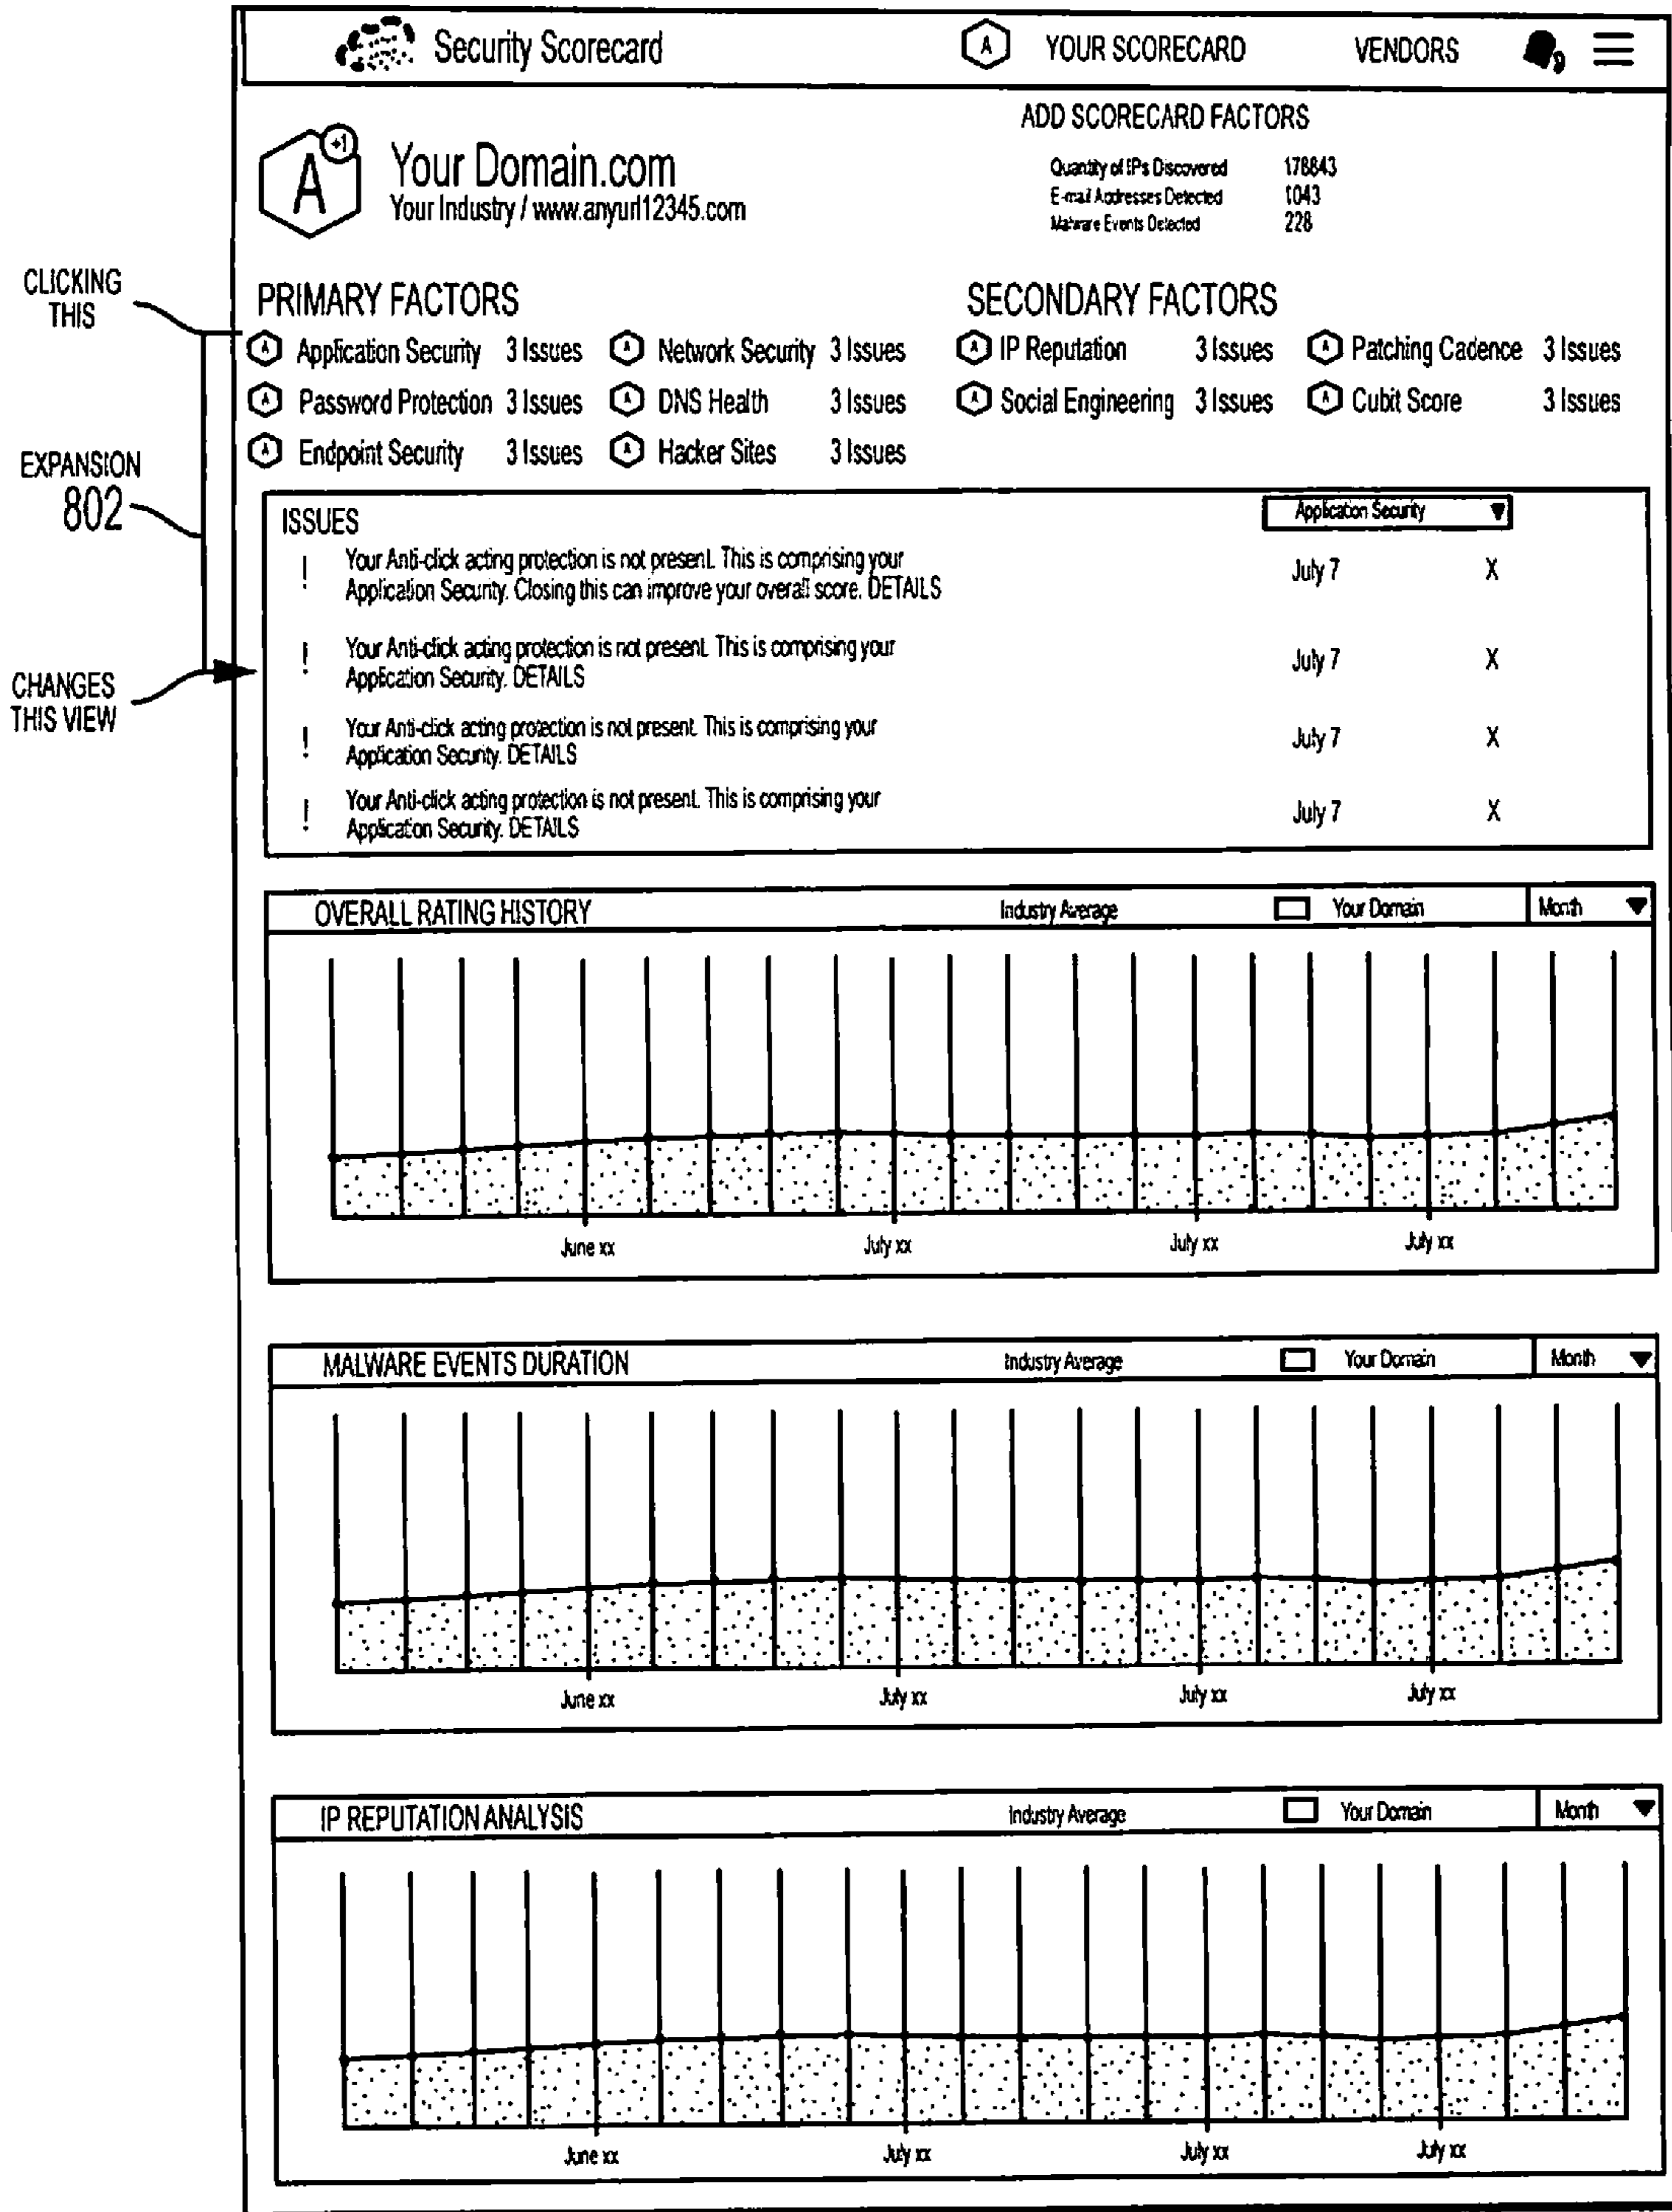 Security Scorecard
A YOUR SCORECARD VENDORS 9
A +1
Your Domain.com
Your Industry / www.anyurl12345.com
ADD SCORECARD FACTORS
Quantity of IPs Discovered 178843
E-mail Addresses Detected 1043
Malware Events Detected 228
CLICKING THIS
EXPANSION
802
CHANGES THIS VIEW
PRIMARY FACTORS
A Application Security 3 Issues A Network Security 3 Issues
A Password Protection 3 Issues A DNS Health 3 Issues
A Endpoint Security 3 Issues A Hacker Sites 3 Issues
SECONDARY FACTORS
A IP Reputation 3 Issues A Patching Cadence 3 Issues
A Social Engineering 3 Issues A Cubit Score 3 Issues
ISSUES Application Security
! Your Anti-click acting protection is not present. This is comprising your
Application Security. Closing this can improve your overall score. DETAILS
July 7 X
! Your Anti-click acting protection is not present. This is comprising your
Application Security. DETAILS
July 7 X
! Your Anti-click acting protection is not present. This is comprising your
Application Security. DETAILS
July 7 X
! Your Anti-click acting protection is not present. This is comprising your
Application Security. DETAILS
July 7 X
OVERALL RATING HISTORY Industry Average Your Domain Month
June xx July xx July xx July xx
MALWARE EVENTS DURATION Industry Average Your Domain Month
June xx July xx July xx July xx
IP REPUTATION ANALYSIS Industry Average Your Domain Month
June xx July xx July xx July xx